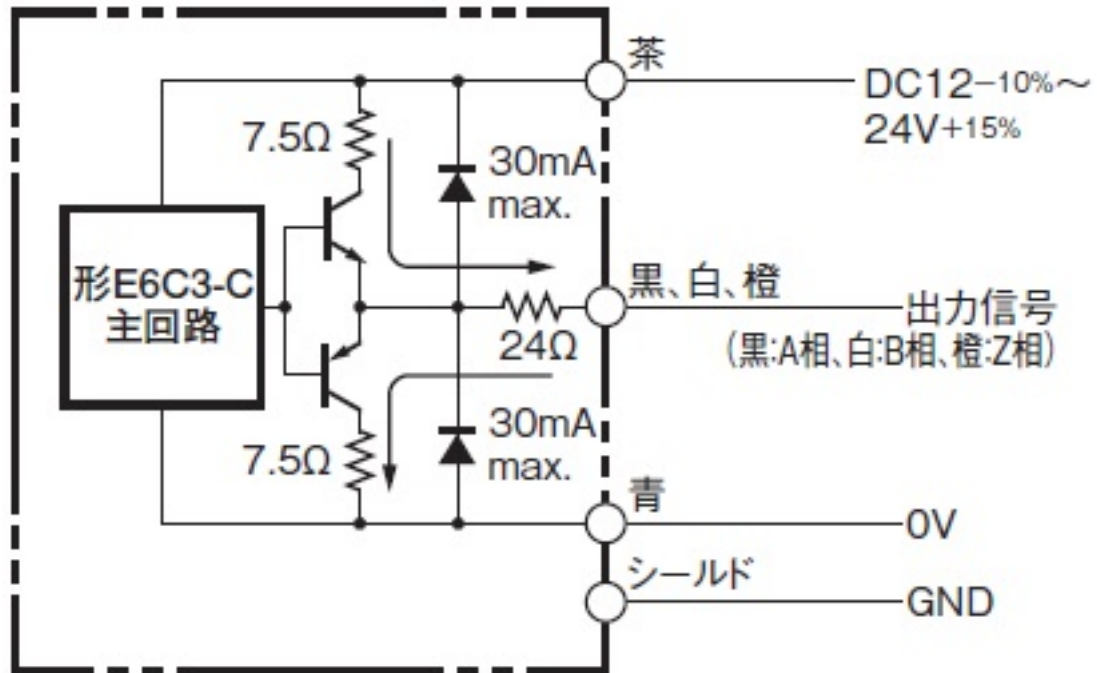 茶
DC12−10%～
24V+15%
7.5Ω
30mA
max.
形E6C3-C
主回路
黒、白、橙
出力信号
24Ω
(黒:A相、白:B相、橙:Z相)
7.5Ω
30mA
max.
青
0V
シールド
GND